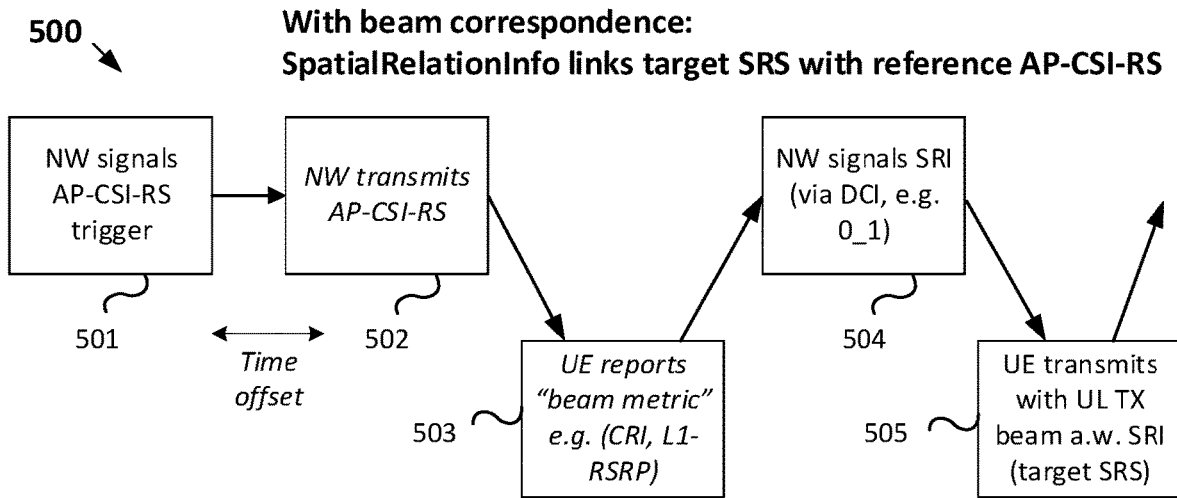 500
With beam correspondence:
SpatialRelationInfo links target SRS with reference AP-CSI-RS
NW signals
AP-CSI-RS
trigger
501
Time
offset
NW transmits
AP-CSI-RS
502
UE reports
“beam metric”
e.g. (CRI, L1-
RSRP)
503
NW signals SRI
(via DCI, e.g.
0_1)
504
UE transmits
with UL TX
beam a.w. SRI
(target SRS)
505